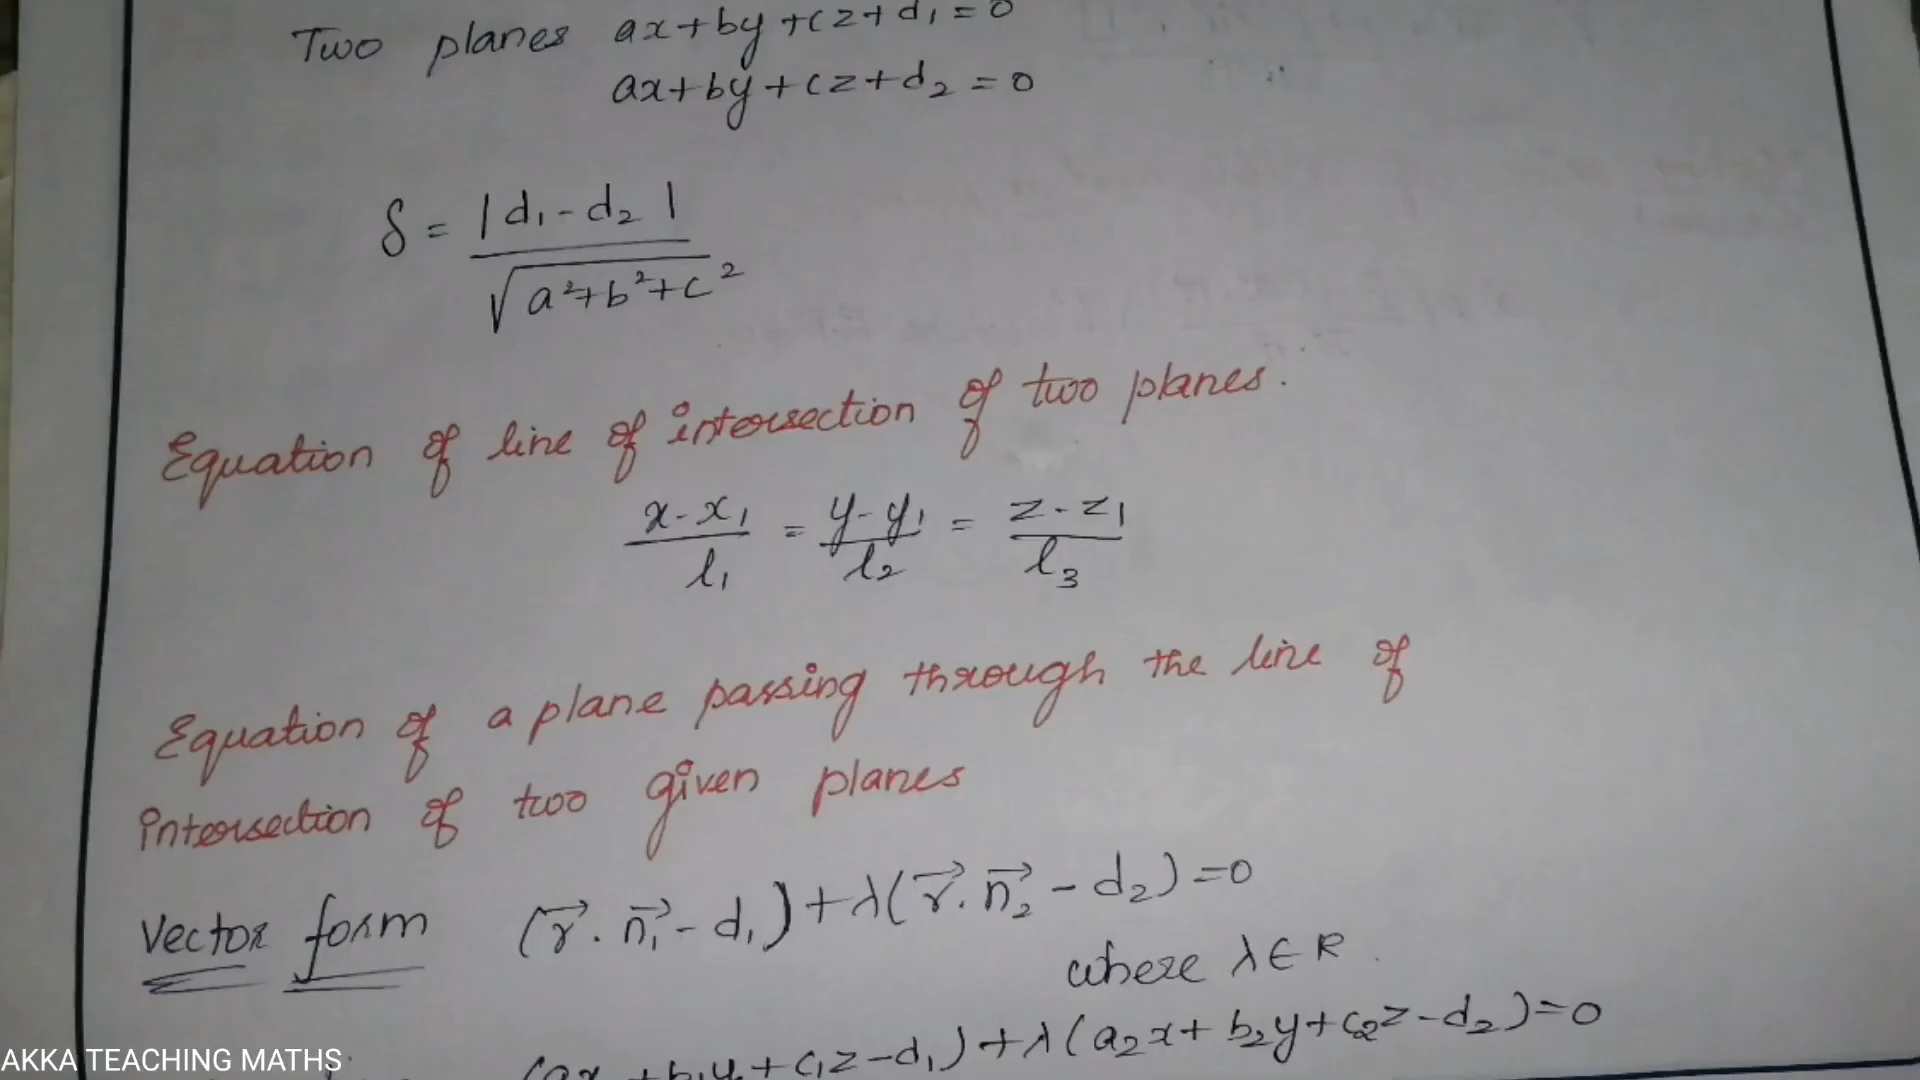 Two planes ax+by+cz+d₁=0
ax+by+cz+d₂=0
δ = |d₁-d₂| / √a²+b²+c²
Equation of line of intersection of two planes.
x-x₁/l₁ = y-y₁/l₂ = z-z₁/l₃
Equation of a plane passing through the line of
intersection of two given planes
Vector form (r⃗.n⃗₁-d₁)+λ(r⃗.n⃗₂-d₂)=0
where λ∈R.
+b₁y+c₁z-d₁)+λ(a₂x+b₂y+c₂z-d₂)=0
AKKA TEACHING MATHS